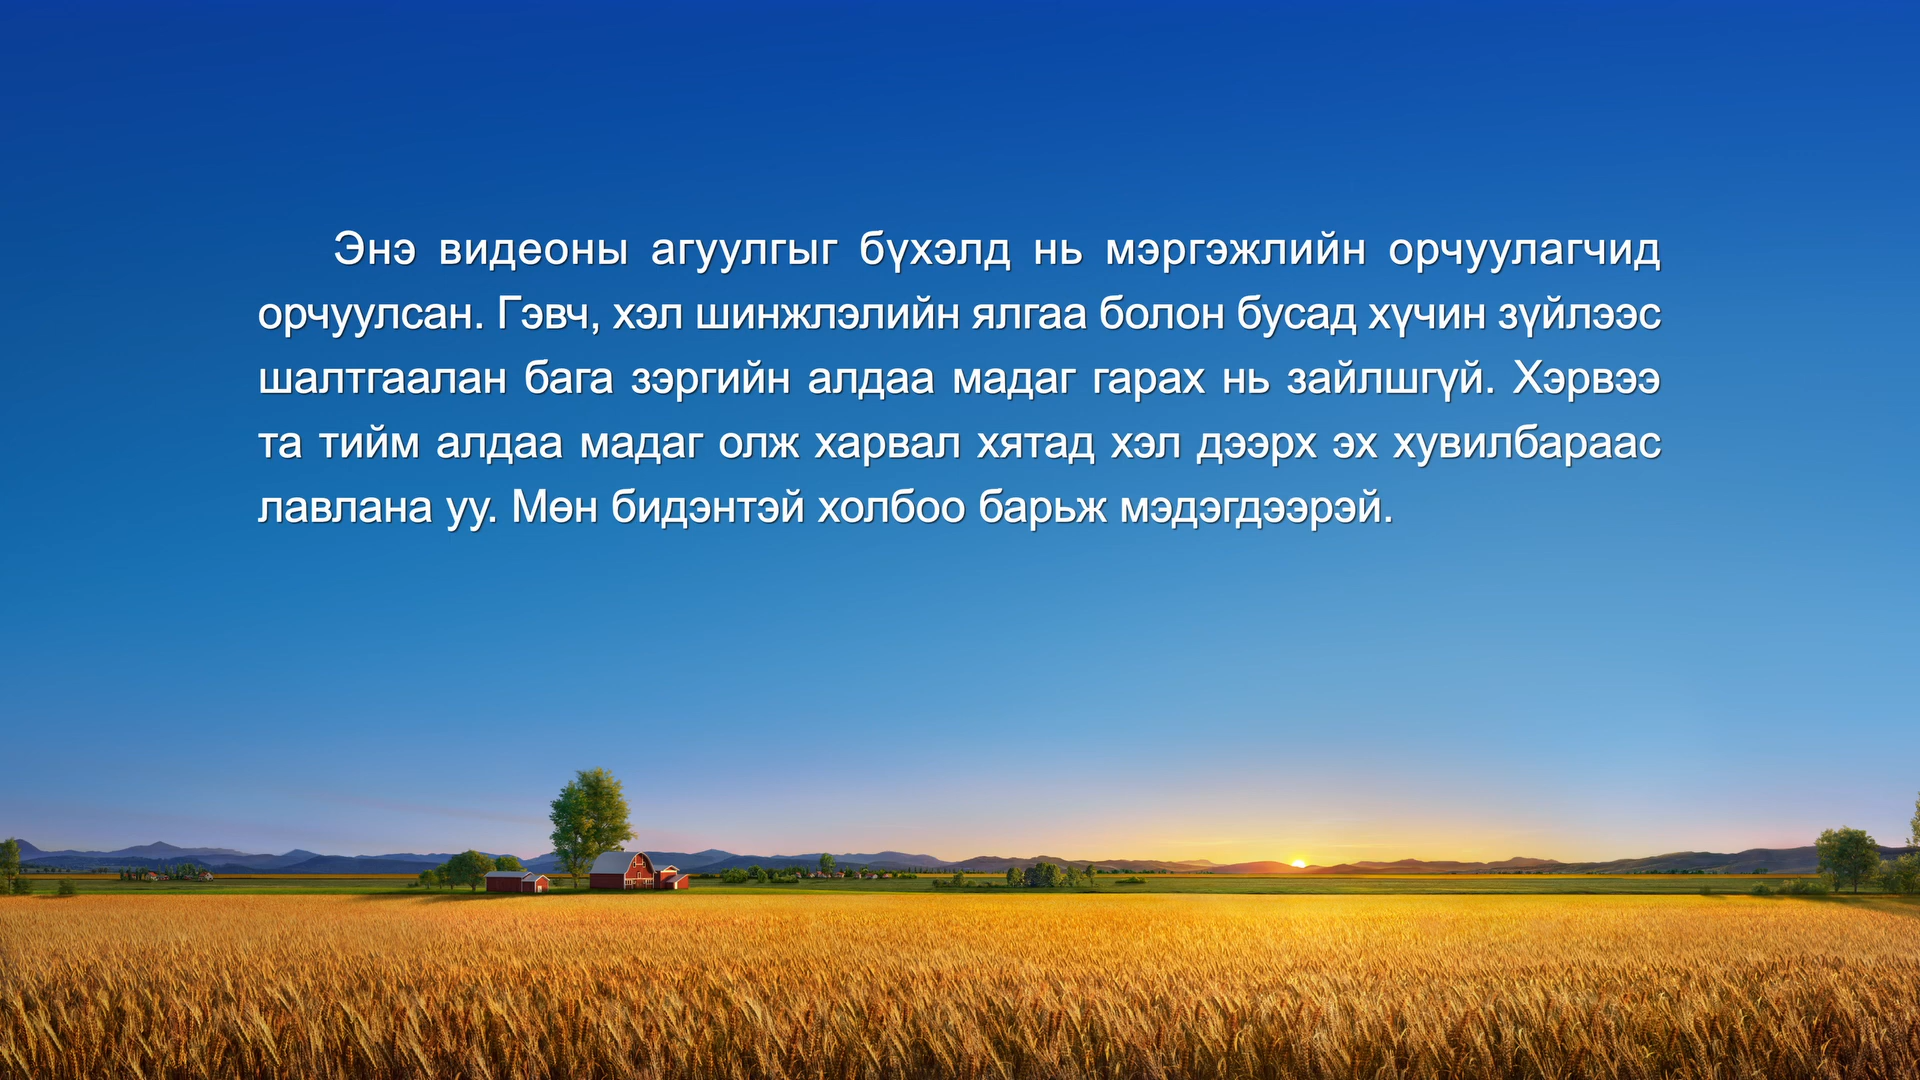 Энэ видеоны агуулгыг бүхэлд нь мэргэжлийн орчуулагчид
орчуулсан. Гэвч, хэл шинжлэлийн ялгаа болон бусад хүчин зүйлээс
шалтгаалан бага зэргийн алдаа мадаг гарах нь зайлшгүй. Хэрвээ
та тийм алдаа мадаг олж харвал хятад хэл дээрх эх хувилбараас
лавлана уу. Мөн бидэнтэй холбоо барьж мэдэгдээрэй.